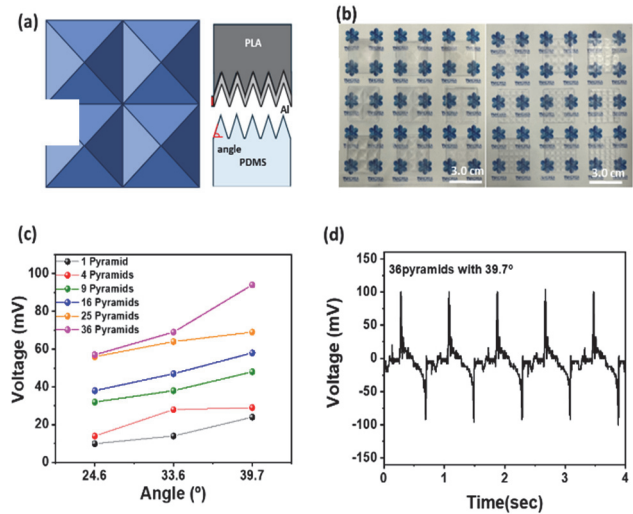 (a)
PLA
Al
angle
PDMS
(b)
3.0 cm
3.0 cm
(c)
Voltage (mV)
100
80
60
40
20
0
1 Pyramid
4 Pyramids
9 Pyramids
16 Pyramids
25 Pyramids
36 Pyramids
24.6
33.6
39.7
Angle (º)
(d)
Voltage (mV)
150
100
50
0
-50
-100
-150
36pyramids with 39.7º
0
1
2
3
4
Time(sec)